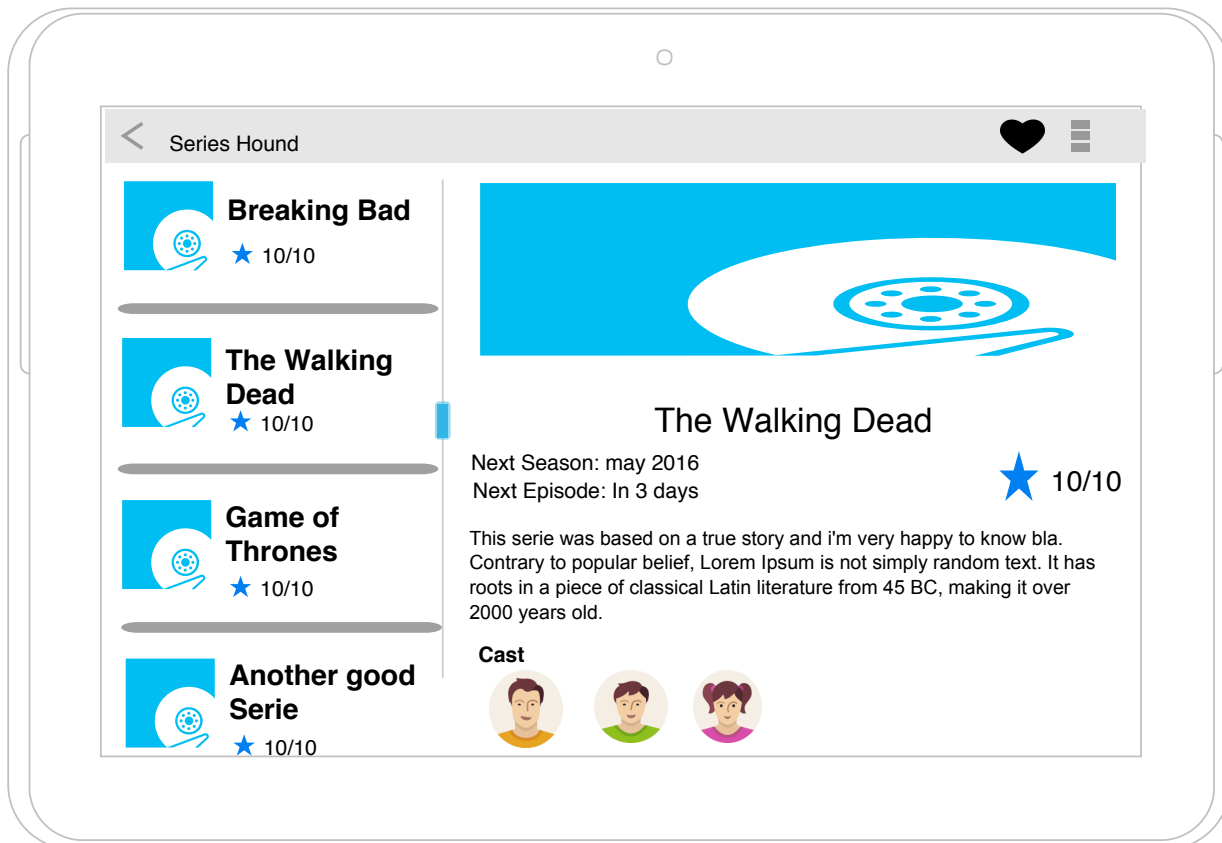 Series Hound
Breaking Bad
10/10
The Walking
Dead
10/10
Game of
Thrones
10/10
Another good
Serie
10/10
The Walking Dead
Next Season: may 2016
Next Episode: In 3 days
10/10
This serie was based on a true story and i'm very happy to know bla.
Contrary to popular belief, Lorem Ipsum is not simply random text. It has
roots in a piece of classical Latin literature from 45 BC, making it over
2000 years old.
Cast